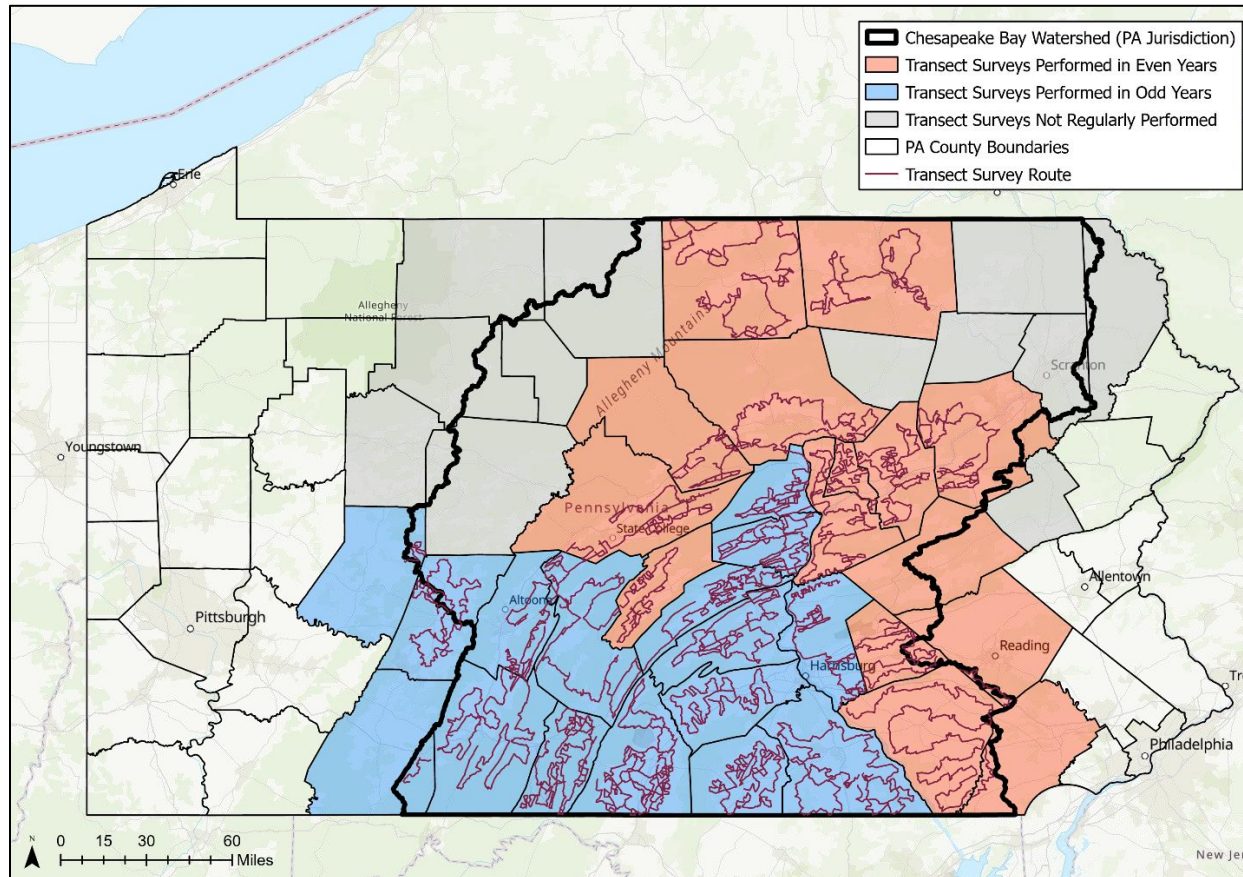 Chesapeake Bay Watershed (PA Jurisdiction)
Transect Surveys Performed in Even Years
Transect Surveys Performed in Odd Years
Transect Surveys Not Regularly Performed
PA County Boundaries
Transect Survey Route
Erie
Allegheny
National Forest
Allegheny Mountains
Scranton
Youngstown
Pennsylvania
State College
Allentown
Altoona
Pittsburgh
Harrisburg
Reading
Philadelphia
N
0 15 30 60
Miles
New Jer